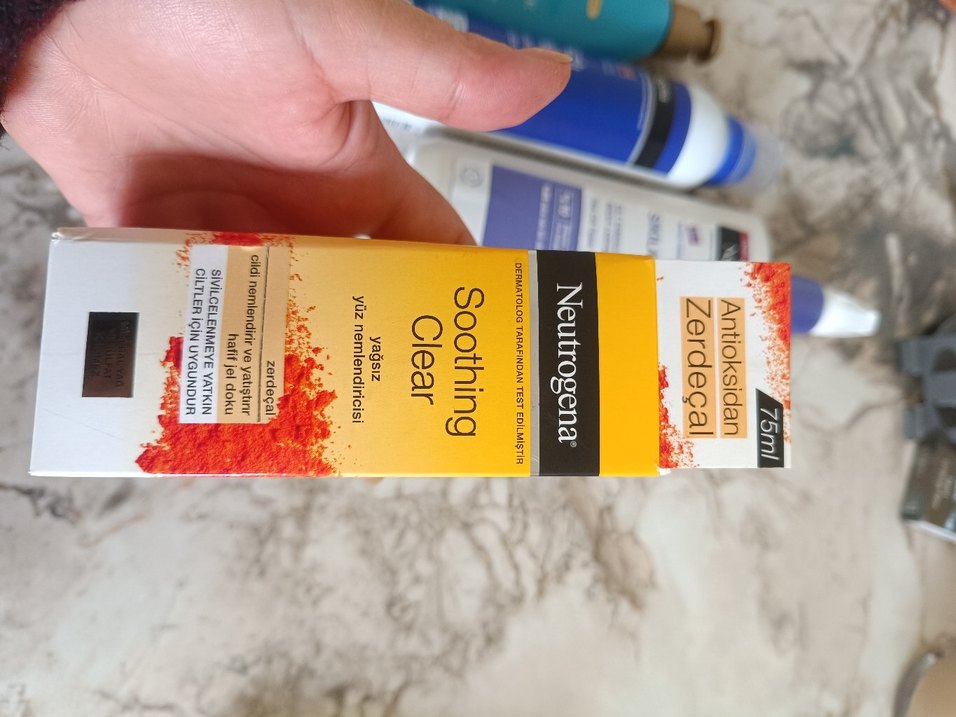 Antioksidan
Zerdeçal
75ml
Neutrogena®
DERMATOLOG TARAFINDAN TEST EDİLMİŞTİR
Soothing
Clear
yağsız
yüz nemlendiricisi
zerdeçal
hafif jel doku
cildi nemlendirir ve yatıştırır
SİVİLCELENMEYE YATKIN
CİLTLER İÇİN UYGUNDUR